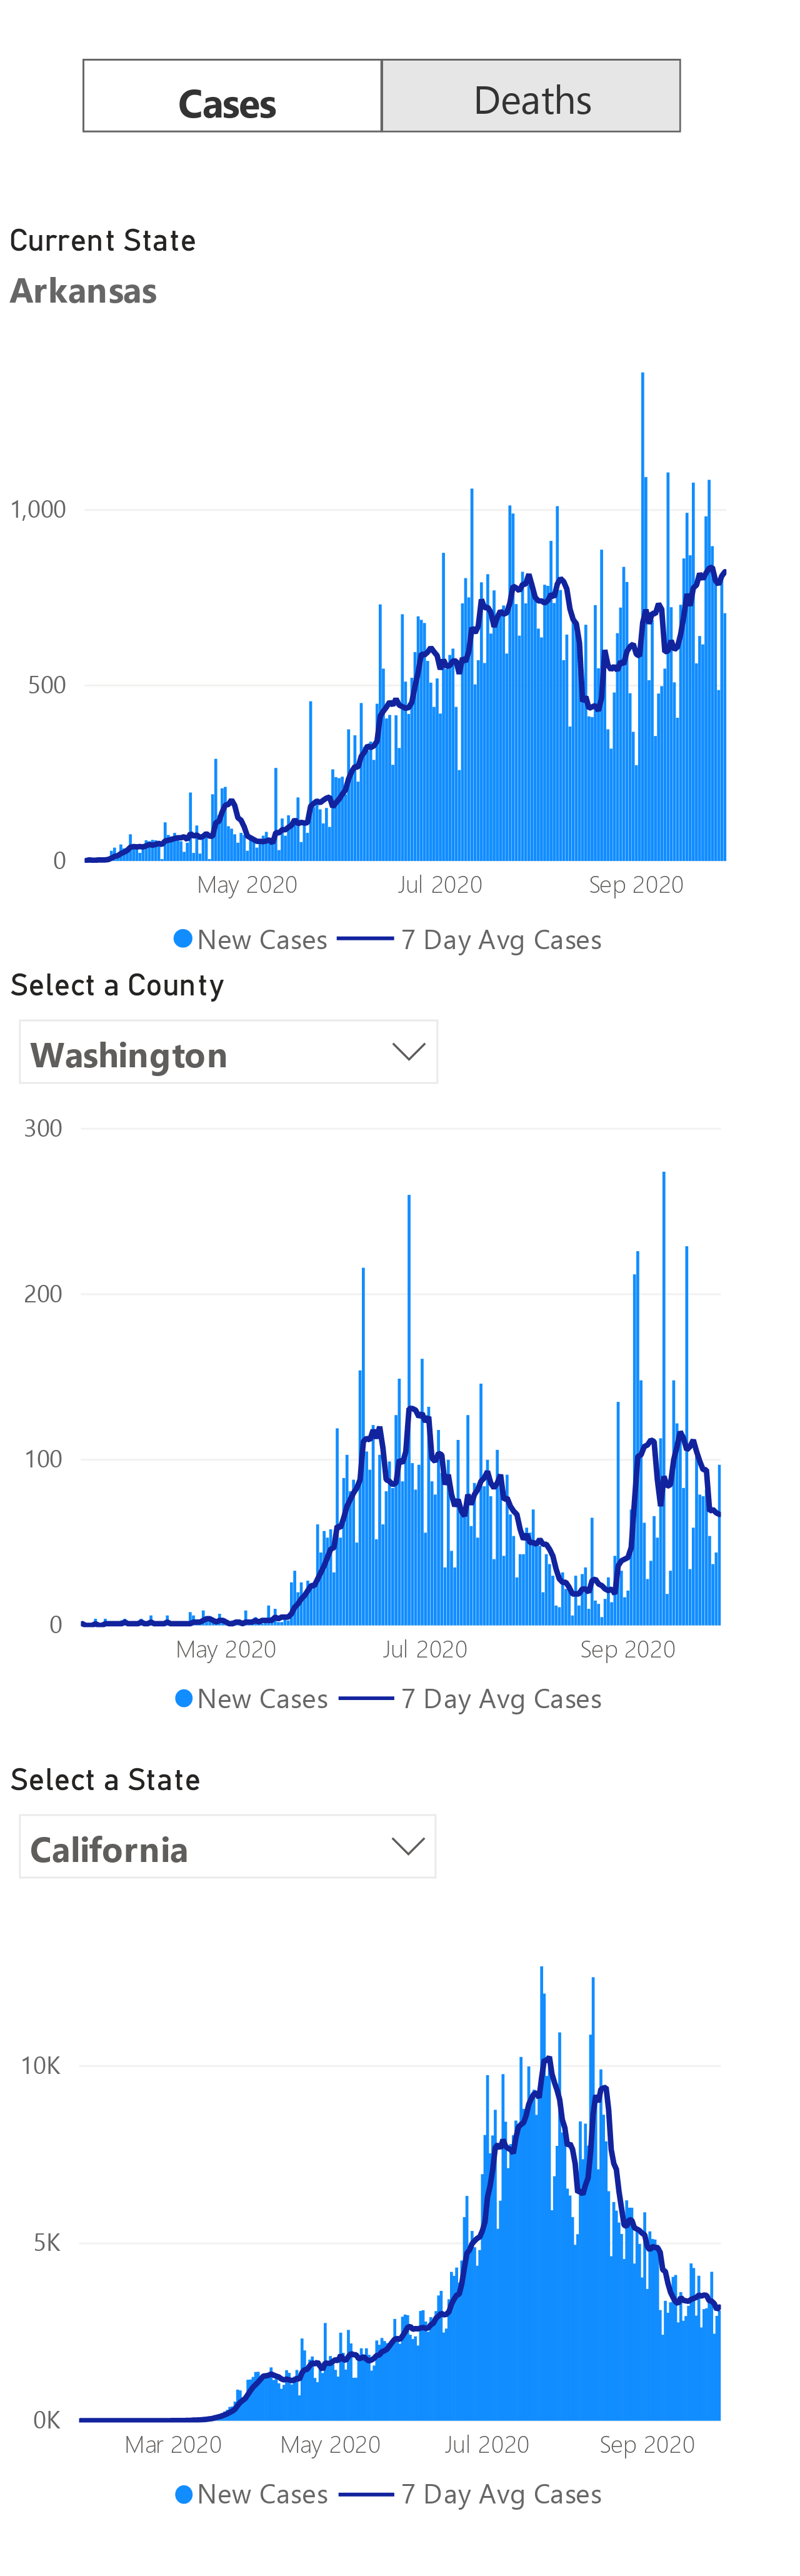 Cases Deaths
Current State
Arkansas
1,000
500
0
May 2020 Jul 2020 Sep 2020
New Cases 7 Day Avg Cases
Select a County
Washington
300
200
100
0
May 2020 Jul 2020 Sep 2020
New Cases 7 Day Avg Cases
Select a State
California
10K
5K
0K
Mar 2020 May 2020 Jul 2020 Sep 2020
New Cases 7 Day Avg Cases